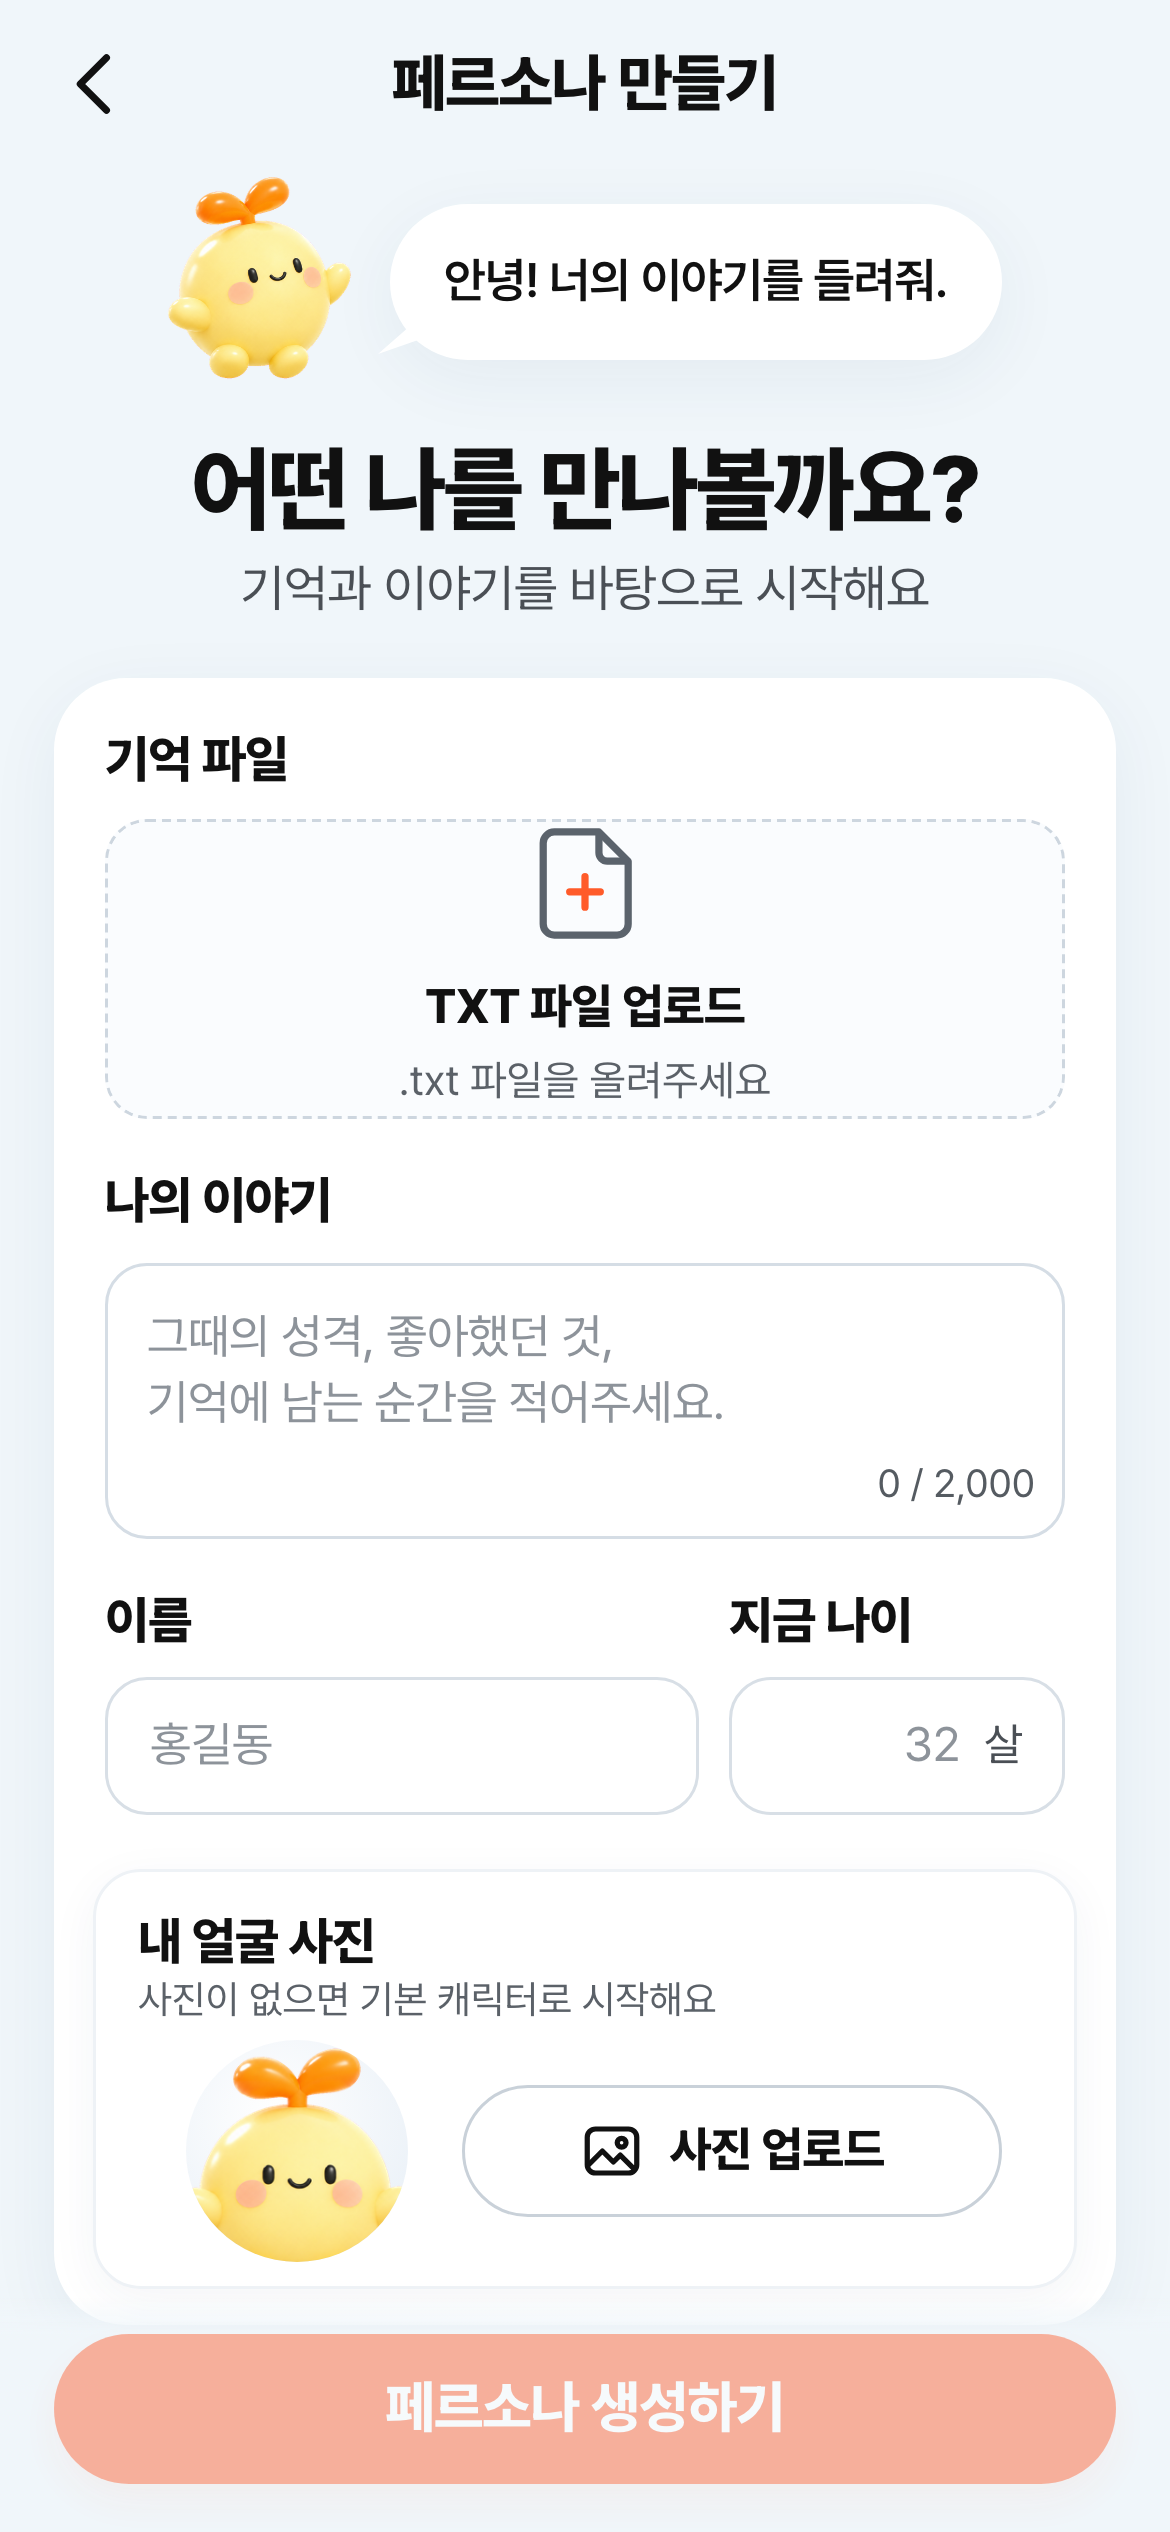 페르소나 만들기
안녕! 너의 이야기를 들려줘.
어떤 나를 만나볼까요?
기억과 이야기를 바탕으로 시작해요
기억 파일
TXT 파일 업로드
.txt 파일을 올려주세요
나의 이야기
그때의 성격, 좋아했던 것,
기억에 남는 순간을 적어주세요.
0 / 2,000
이름
지금 나이
홍길동
32 살
내 얼굴 사진
사진이 없으면 기본 캐릭터로 시작해요
사진 업로드
페르소나 생성하기